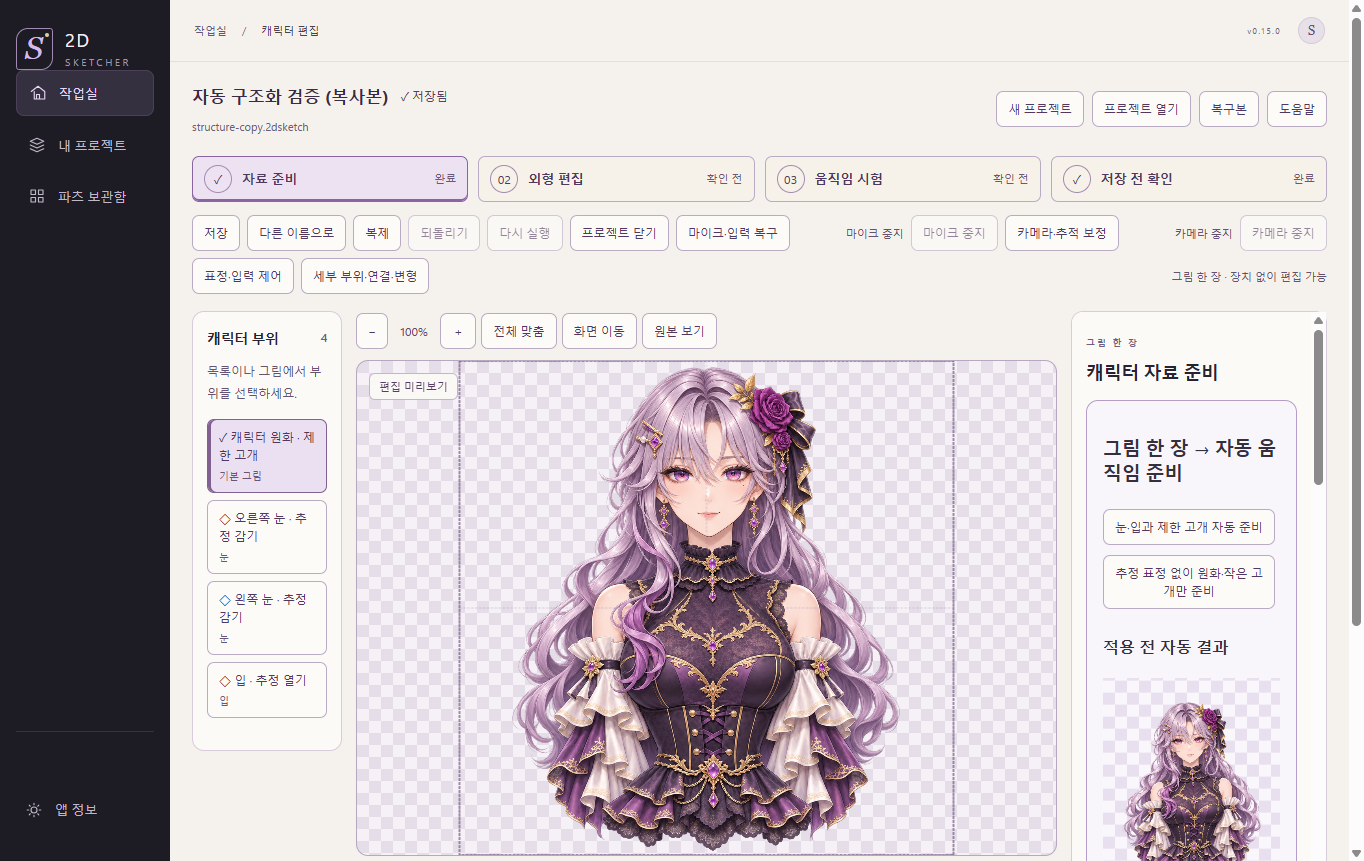 S
2D
SKETCHER
작업실
내 프로젝트
파츠 보관함
앱 정보
작업실 / 캐릭터 편집
v0.15.0
S
자동 구조화 검증 (복사본) ✓ 저장됨
structure-copy.2dsketch
새 프로젝트
프로젝트 열기
복구본
도움말
✓ 자료 준비 완료
02 외형 편집 확인 전
03 움직임 시험 확인 전
✓ 저장 전 확인 완료
저장
다른 이름으로
복제
되돌리기
다시 실행
프로젝트 닫기
마이크·입력 복구
마이크 중지
마이크 중지
카메라·추적 보정
카메라 중지
카메라 중지
표정·입력 제어
세부 부위·연결·변형
그림 한 장 · 장치 없이 편집 가능
캐릭터 부위 4
목록이나 그림에서 부
위를 선택하세요.
✓ 캐릭터 원화 · 제
한 고개
기본 그림
◇ 오른쪽 눈 · 추
정 감기
눈
◇ 왼쪽 눈 · 추정
감기
눈
◇ 입 · 추정 열기
입
−
100%
+
전체 맞춤
화면 이동
원본 보기
편집 미리보기
그림 한 장
캐릭터 자료 준비
그림 한 장 → 자동 움
직임 준비
눈·입과 제한 고개 자동 준비
추정 표정 없이 원화·작은 고
개만 준비
적용 전 자동 결과